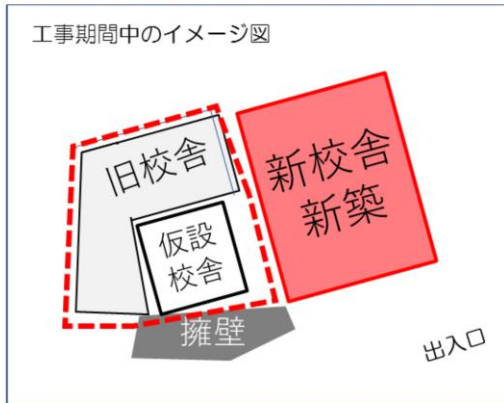 工事期間中のイメージ図
旧校舎
新校舎
新築
仮設
校舎
擁壁
出入口